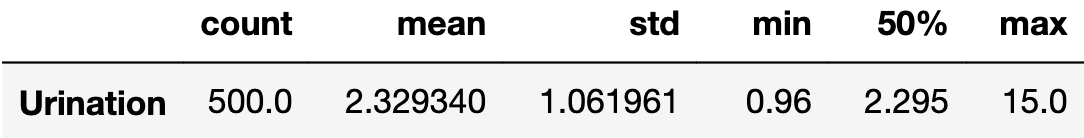 count mean std min 50% max
Urination 500.0 2.329340 1.061961 0.96 2.295 15.0